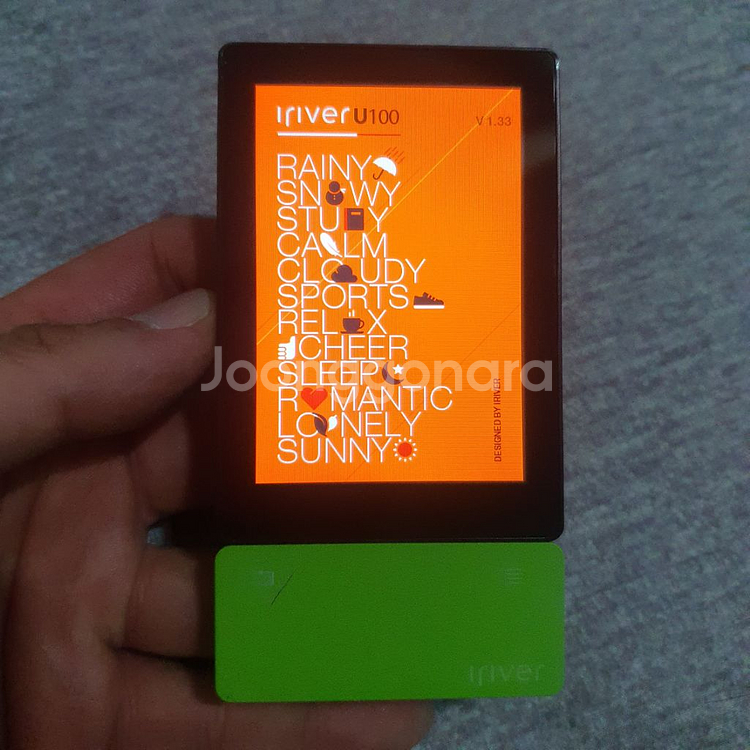 iriver U100
V 1.33
RAINY
SNOWY
STUDY
CALM
CLOUDY
SPORTS
RELAX
CHEER
SLEEP
ROMANTIC
LONELY
SUNNY
DESIGNED BY IRIVER
Joonggonara
iriver